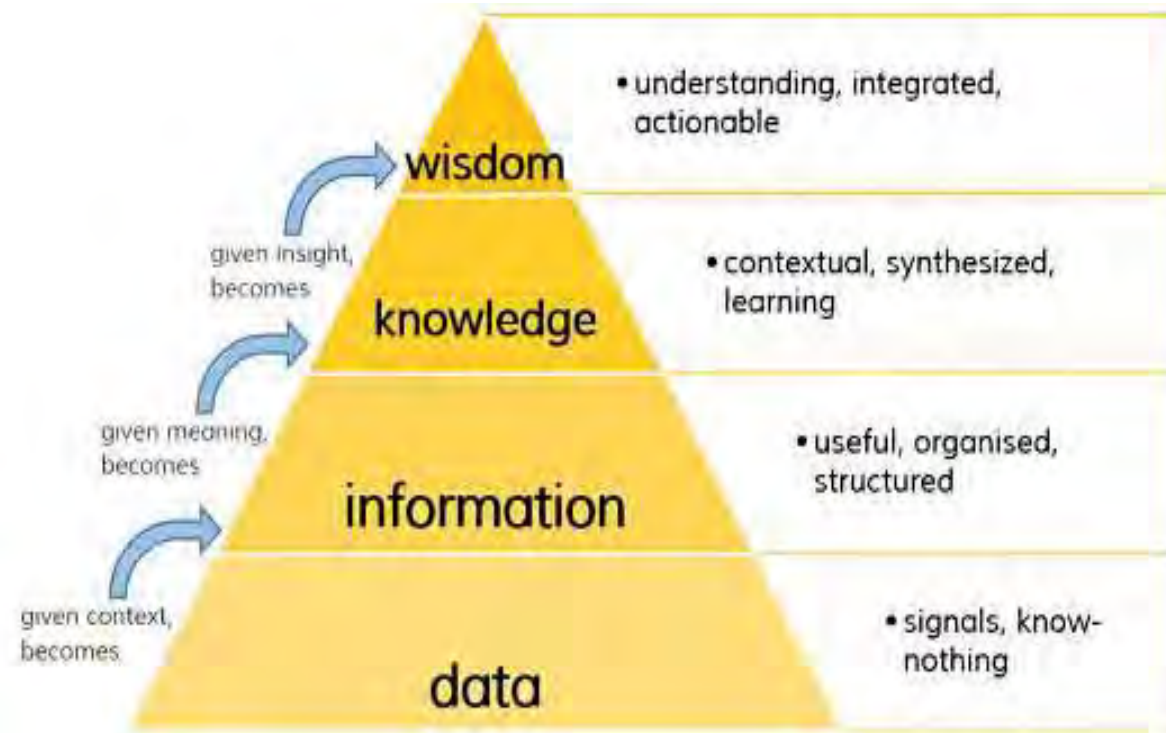 • understanding, integrated,
actionable
wisdom
given insight,
becomes
• contextual, synthesized,
learning
knowledge
given meaning,
becomes
• useful, organised,
structured
information
given context,
becomes
• signals, know-
nothing
data